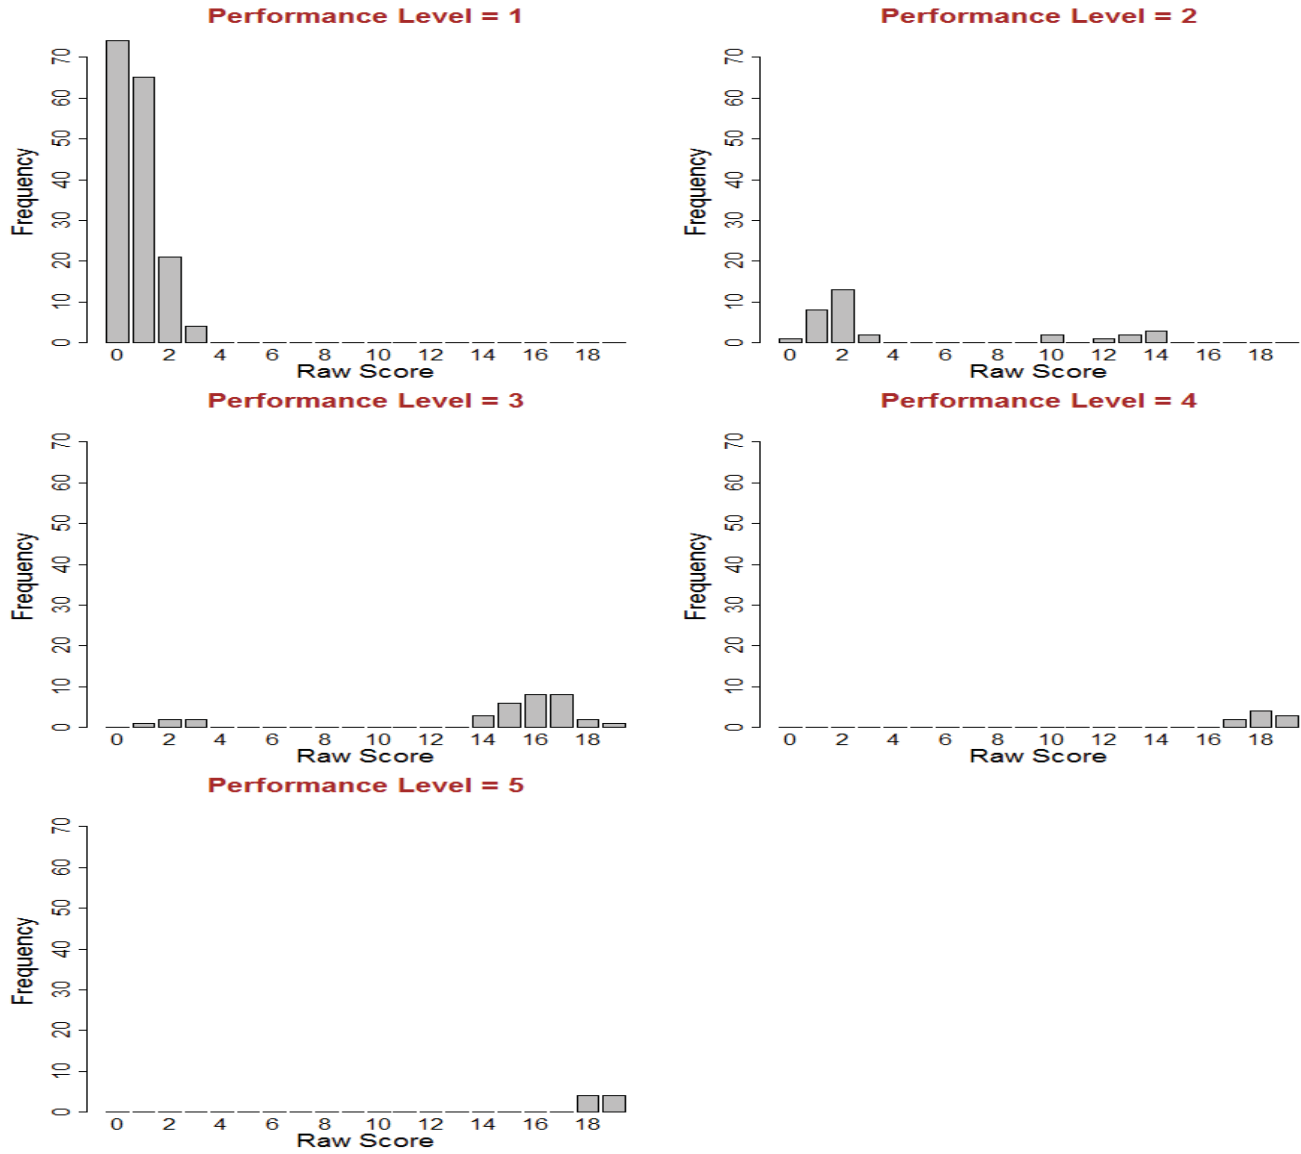 Performance Level = 1
Frequency
70
60
50
40
30
20
10
0
0 2 4 6 8 10 12 14 16 18
Raw Score
Performance Level = 2
Frequency
70
60
50
40
30
20
10
0
0 2 4 6 8 10 12 14 16 18
Raw Score
Performance Level = 3
Frequency
70
60
50
40
30
20
10
0
0 2 4 6 8 10 12 14 16 18
Raw Score
Performance Level = 4
Frequency
70
60
50
40
30
20
10
0
0 2 4 6 8 10 12 14 16 18
Raw Score
Performance Level = 5
Frequency
70
60
50
40
30
20
10
0
0 2 4 6 8 10 12 14 16 18
Raw Score